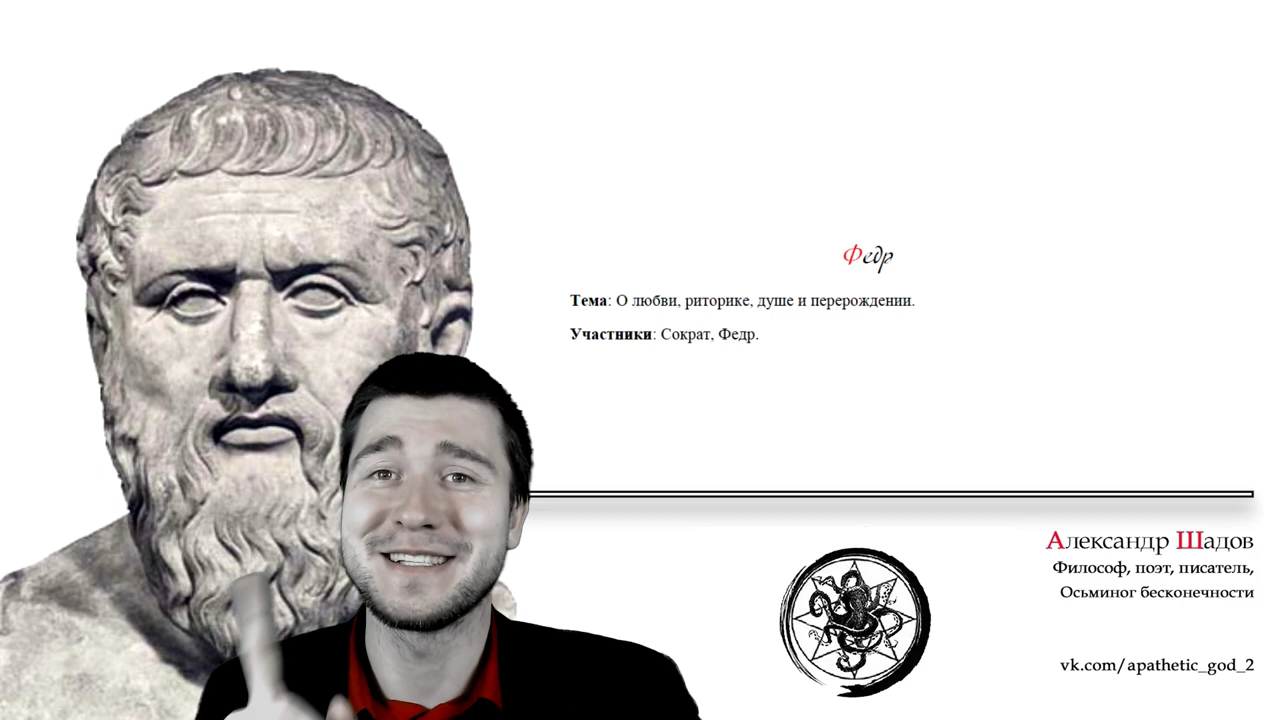 Федр
Тема: О любви, риторике, душе и перерождении.
Участники: Сократ, Федр.
Александр Шадов
Философ, поэт, писатель,
Осьминог бесконечности
vk.com/apathetic_god_2